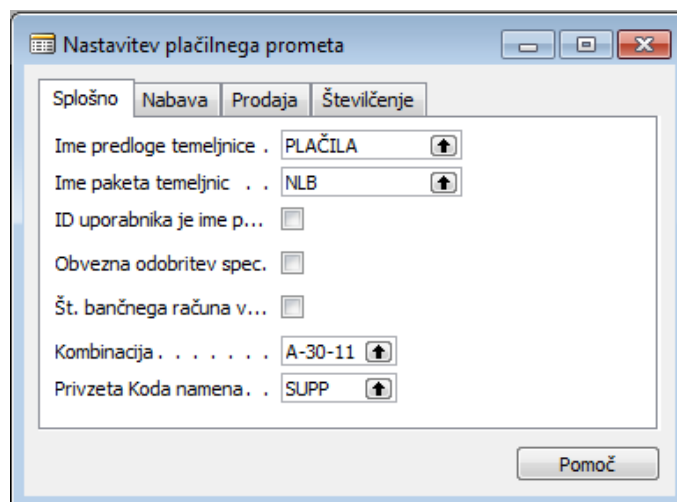 Nastavitev plačilnega prometa
Splošno Nabava Prodaja Številčenje
Ime predloge temeljnice . PLAČILA
Ime paketa temeljnic . . NLB
ID uporabnika je ime p...
Obvezna odobritev spec.
Št. bančnega računa v...
Kombinacija . . . . . . . A-30-11
Privzeta Koda namena. . SUPP
Pomoč